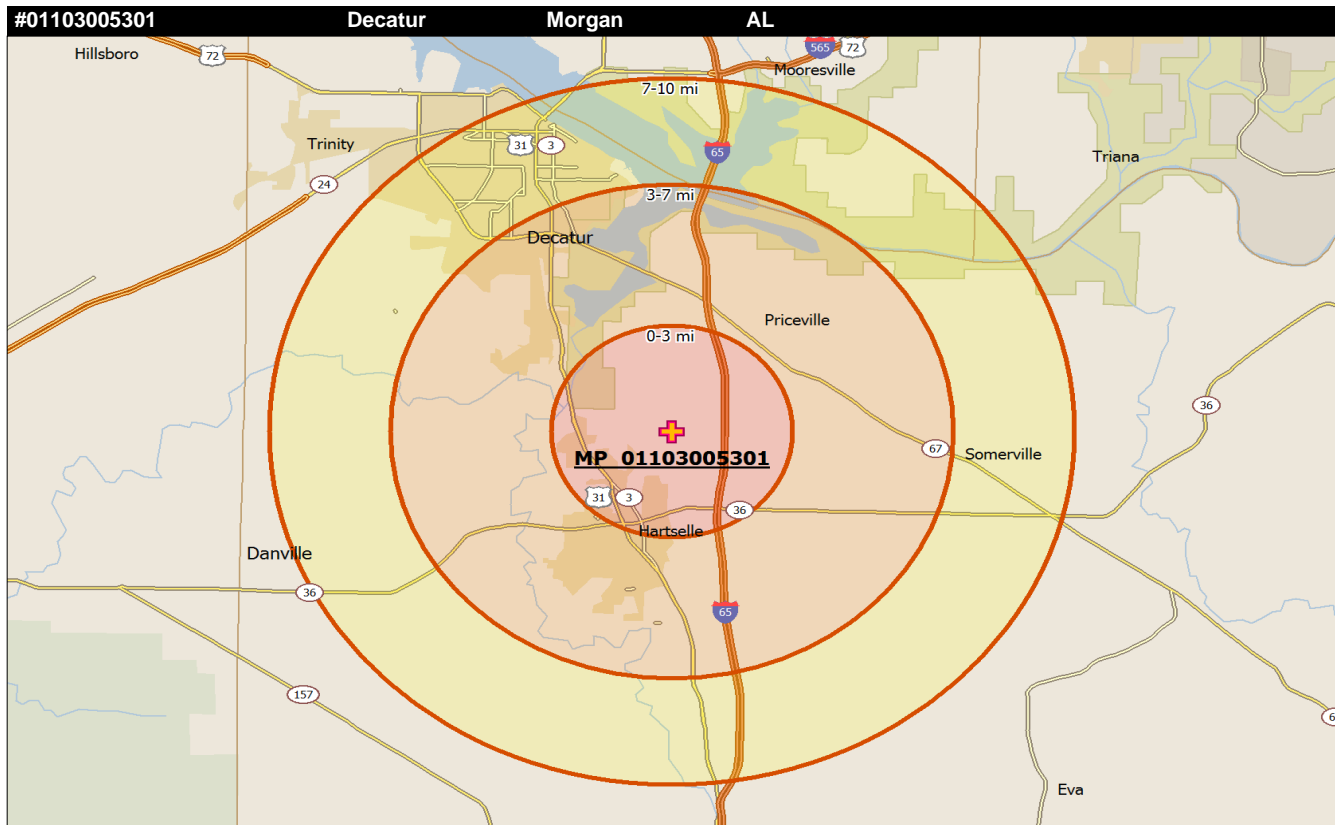 #01103005301 Decatur Morgan AL
Hillsboro
72
565
72
Mooresville
7-10 mi
Trinity
31
3
65
Triana
24
3-7 mi
Decatur
Priceville
0-3 mi
36
MP 01103005301
67
Somerville
31
3
36
Hartselle
Danville
36
65
157
6
Eva